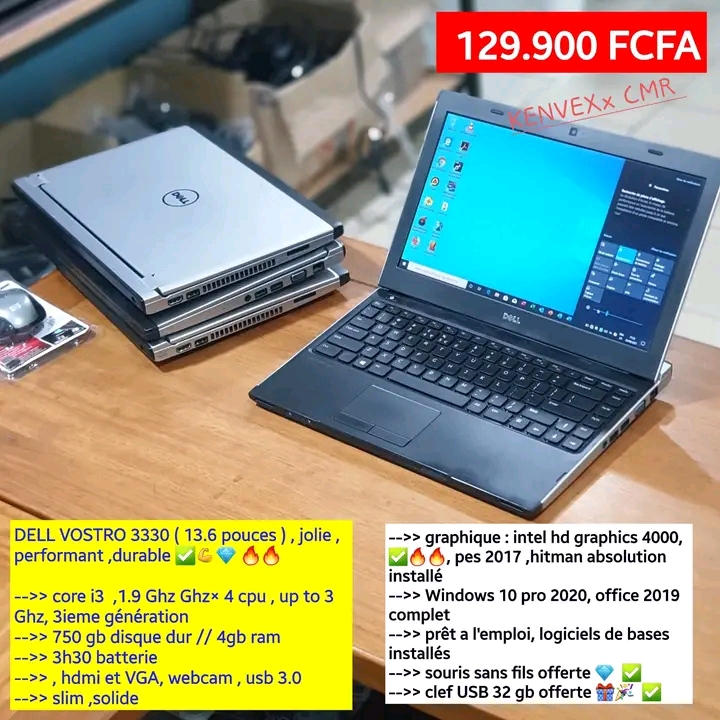 129.900 FCFA
KENVEXx CMR
DELL
DELL
DELL VOSTRO 3330 ( 13.6 pouces ) , jolie ,
performant ,durable ✅💪💎🔥🔥
-->> core i3 ,1.9 Ghz Ghz× 4 cpu , up to 3
Ghz, 3ieme génération
-->> 750 gb disque dur // 4gb ram
-->> 3h30 batterie
-->> , hdmi et VGA, webcam , usb 3.0
-->> slim ,solide
-->> graphique : intel hd graphics 4000,
✅🔥🔥, pes 2017 ,hitman absolution
installé
-->> Windows 10 pro 2020, office 2019
complet
-->> prêt a l'emploi, logiciels de bases
installés
-->> souris sans fils offerte 💎 ✅
-->> clef USB 32 gb offerte 🎁🎉 ✅